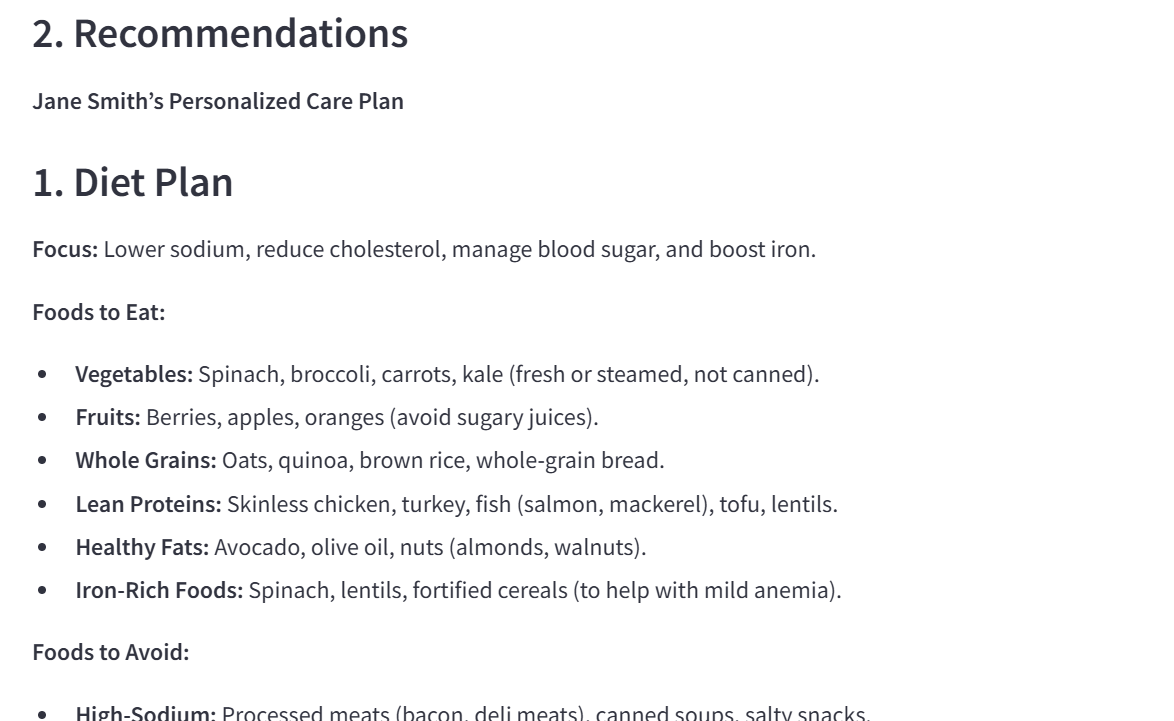 2. Recommendations
Jane Smith’s Personalized Care Plan
1. Diet Plan
Focus: Lower sodium, reduce cholesterol, manage blood sugar, and boost iron.
Foods to Eat:
• Vegetables: Spinach, broccoli, carrots, kale (fresh or steamed, not canned).
• Fruits: Berries, apples, oranges (avoid sugary juices).
• Whole Grains: Oats, quinoa, brown rice, whole-grain bread.
• Lean Proteins: Skinless chicken, turkey, fish (salmon, mackerel), tofu, lentils.
• Healthy Fats: Avocado, olive oil, nuts (almonds, walnuts).
• Iron-Rich Foods: Spinach, lentils, fortified cereals (to help with mild anemia).
Foods to Avoid:
• High-Sodium: Processed meats (bacon, deli meats), canned soups, salty snacks.